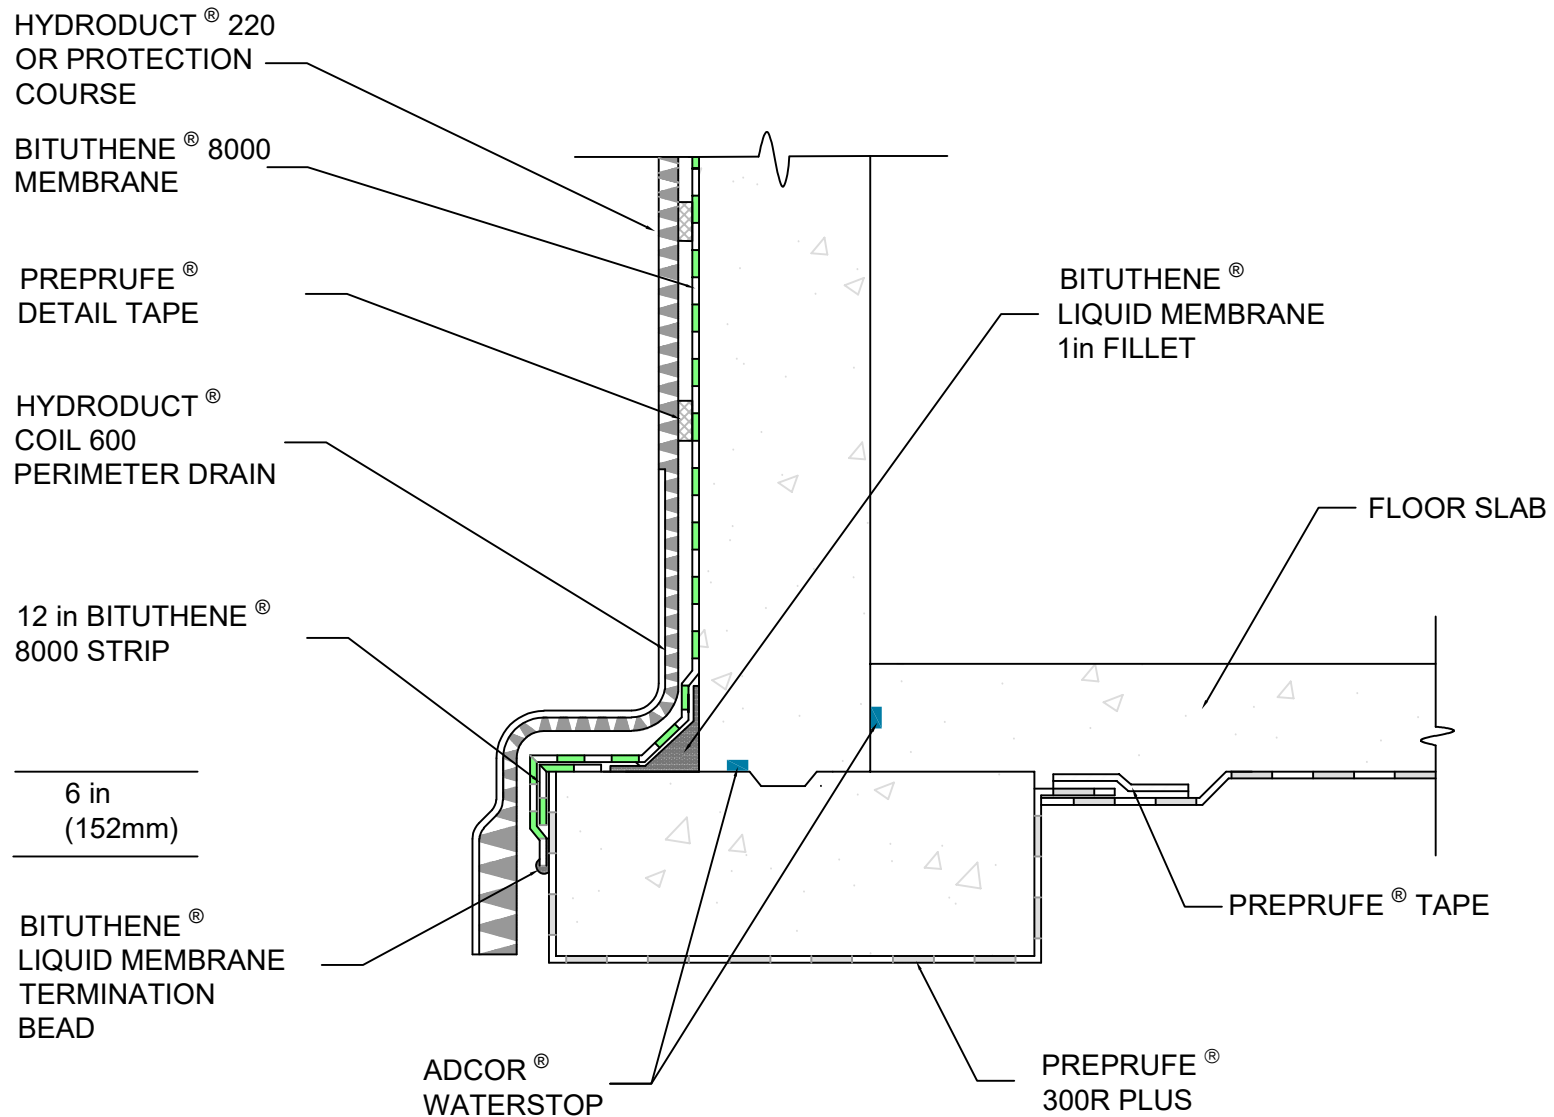 HYDRODUCT ® 220
OR PROTECTION
COURSE
BITUTHENE ® 8000
MEMBRANE
PREPRUFE ®
DETAIL TAPE
HYDRODUCT ®
COIL 600
PERIMETER DRAIN
12 in BITUTHENE ®
8000 STRIP
6 in
(152mm)
BITUTHENE ®
LIQUID MEMBRANE
TERMINATION
BEAD
ADCOR ®
WATERSTOP
BITUTHENE ®
LIQUID MEMBRANE
1in FILLET
FLOOR SLAB
PREPRUFE ® TAPE
PREPRUFE ®
300R PLUS